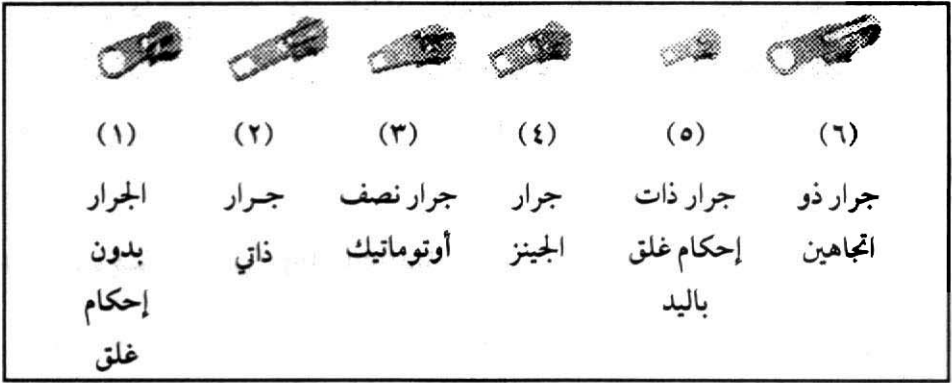 (١) (٢) (٣) (٤) (٥) (٦)
الجرار جـرار جرار نصف جرار جرار ذات جرار ذو
بدون ذاتي أوتوماتيك الجينز إحكام غلق اتجاهين
إحكام باليد
غلق